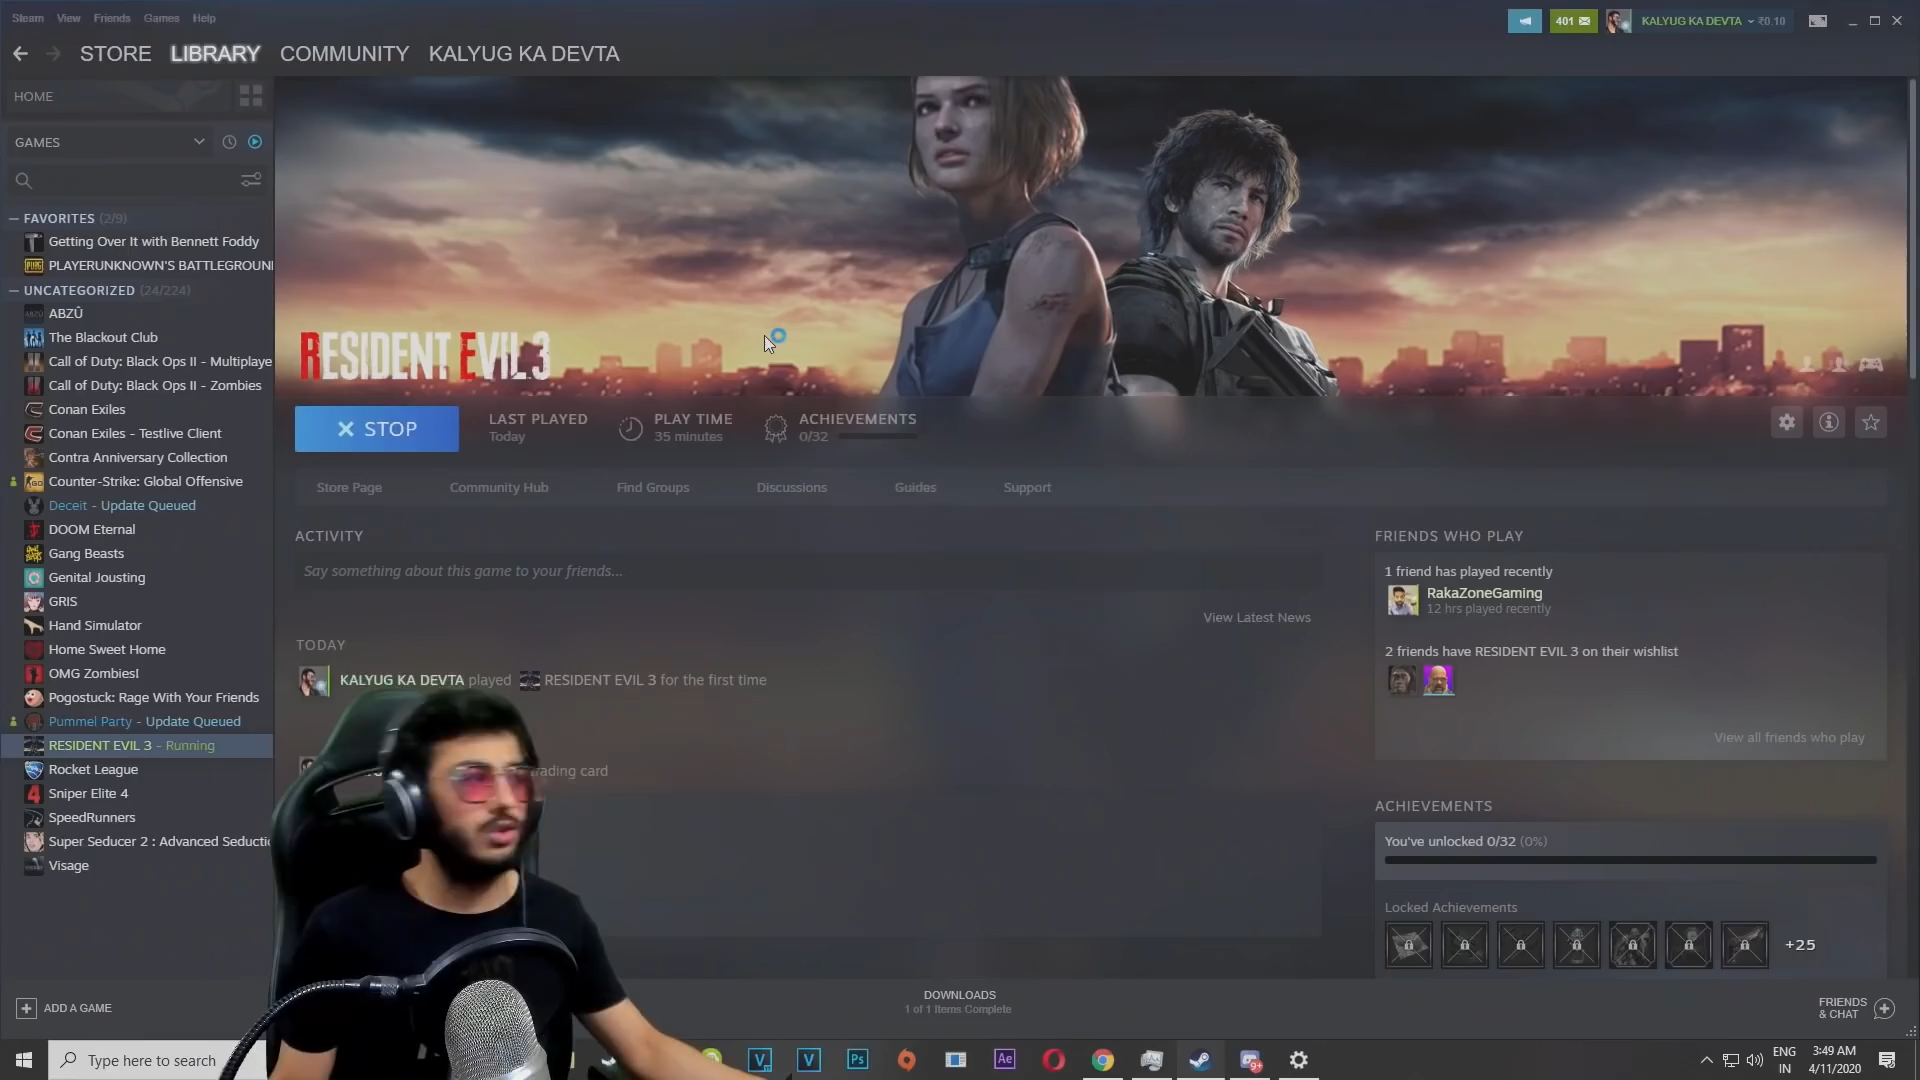 Steam View Friends Games Help
401 KALYUG KA DEVTA ₹0.10
STORE LIBRARY COMMUNITY KALYUG KA DEVTA
HOME
GAMES
— FAVORITES (2/9)
Getting Over It with Bennett Foddy
PLAYERUNKNOWN'S BATTLEGROUN
— UNCATEGORIZED (24/224)
ABZÛ
The Blackout Club
Call of Duty: Black Ops II - Multiplaye
Call of Duty: Black Ops II - Zombies
Conan Exiles
Conan Exiles - Testlive Client
Contra Anniversary Collection
Counter-Strike: Global Offensive
Deceit - Update Queued
DOOM Eternal
Gang Beasts
Genital Jousting
GRIS
Hand Simulator
Home Sweet Home
OMG Zombies!
Pogostuck: Rage With Your Friends
Pummel Party - Update Queued
RESIDENT EVIL 3 - Running
Rocket League
Sniper Elite 4
SpeedRunners
Super Seducer 2 : Advanced Seducti
Visage
ADD A GAME
RESIDENT EVIL 3
STOP
LAST PLAYED
Today
PLAY TIME
35 minutes
ACHIEVEMENTS
0/32
Store Page Community Hub Find Groups Discussions Guides Support
ACTIVITY
Say something about this game to your friends...
View Latest News
TODAY
KALYUG KA DEVTA played RESIDENT EVIL 3 for the first time
trading card
FRIENDS WHO PLAY
1 friend has played recently
RakaZoneGaming
12 hrs played recently
2 friends have RESIDENT EVIL 3 on their wishlist
View all friends who play
ACHIEVEMENTS
You've unlocked 0/32 (0%)
Locked Achievements
+25
DOWNLOADS
1 of 1 Items Complete
FRIENDS
& CHAT
Type here to search
Ps
Ae
9+
ENG
IN
3:49 AM
4/11/2020